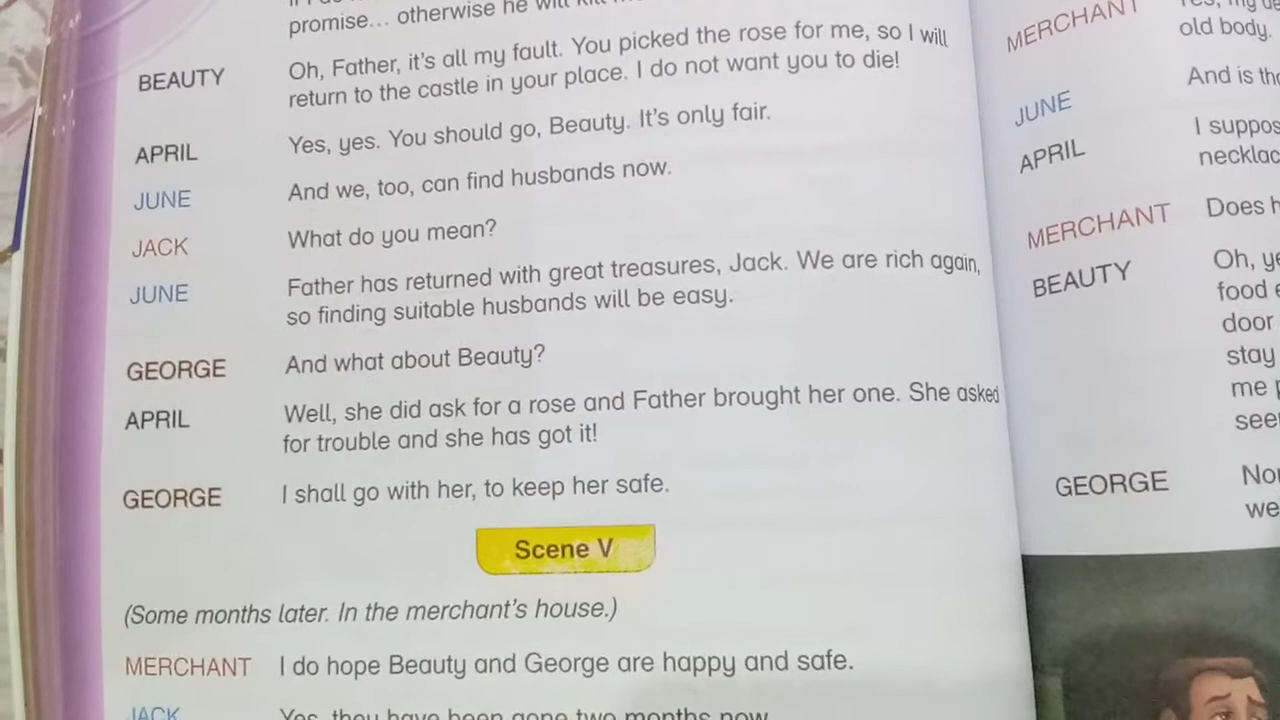 promise... otherwise he will
BEAUTY Oh, Father, it's all my fault. You picked the rose for me, so I will
return to the castle in your place. I do not want you to die!
APRIL Yes, yes. You should go, Beauty. It's only fair.
JUNE And we, too, can find husbands now.
JACK What do you mean?
JUNE Father has returned with great treasures, Jack. We are rich again,
so finding suitable husbands will be easy.
GEORGE And what about Beauty?
APRIL Well, she did ask for a rose and Father brought her one. She asked
for trouble and she has got it!
GEORGE I shall go with her, to keep her safe.
Scene V
(Some months later. In the merchant's house.)
MERCHANT I do hope Beauty and George are happy and safe.
JACK Yes, they have been gone two months now
MERCHANT
old body.
JUNE And is
APRIL I
MERCHANT Does
BEAUTY Oh,
food
door
stay
me
GEORGE
we